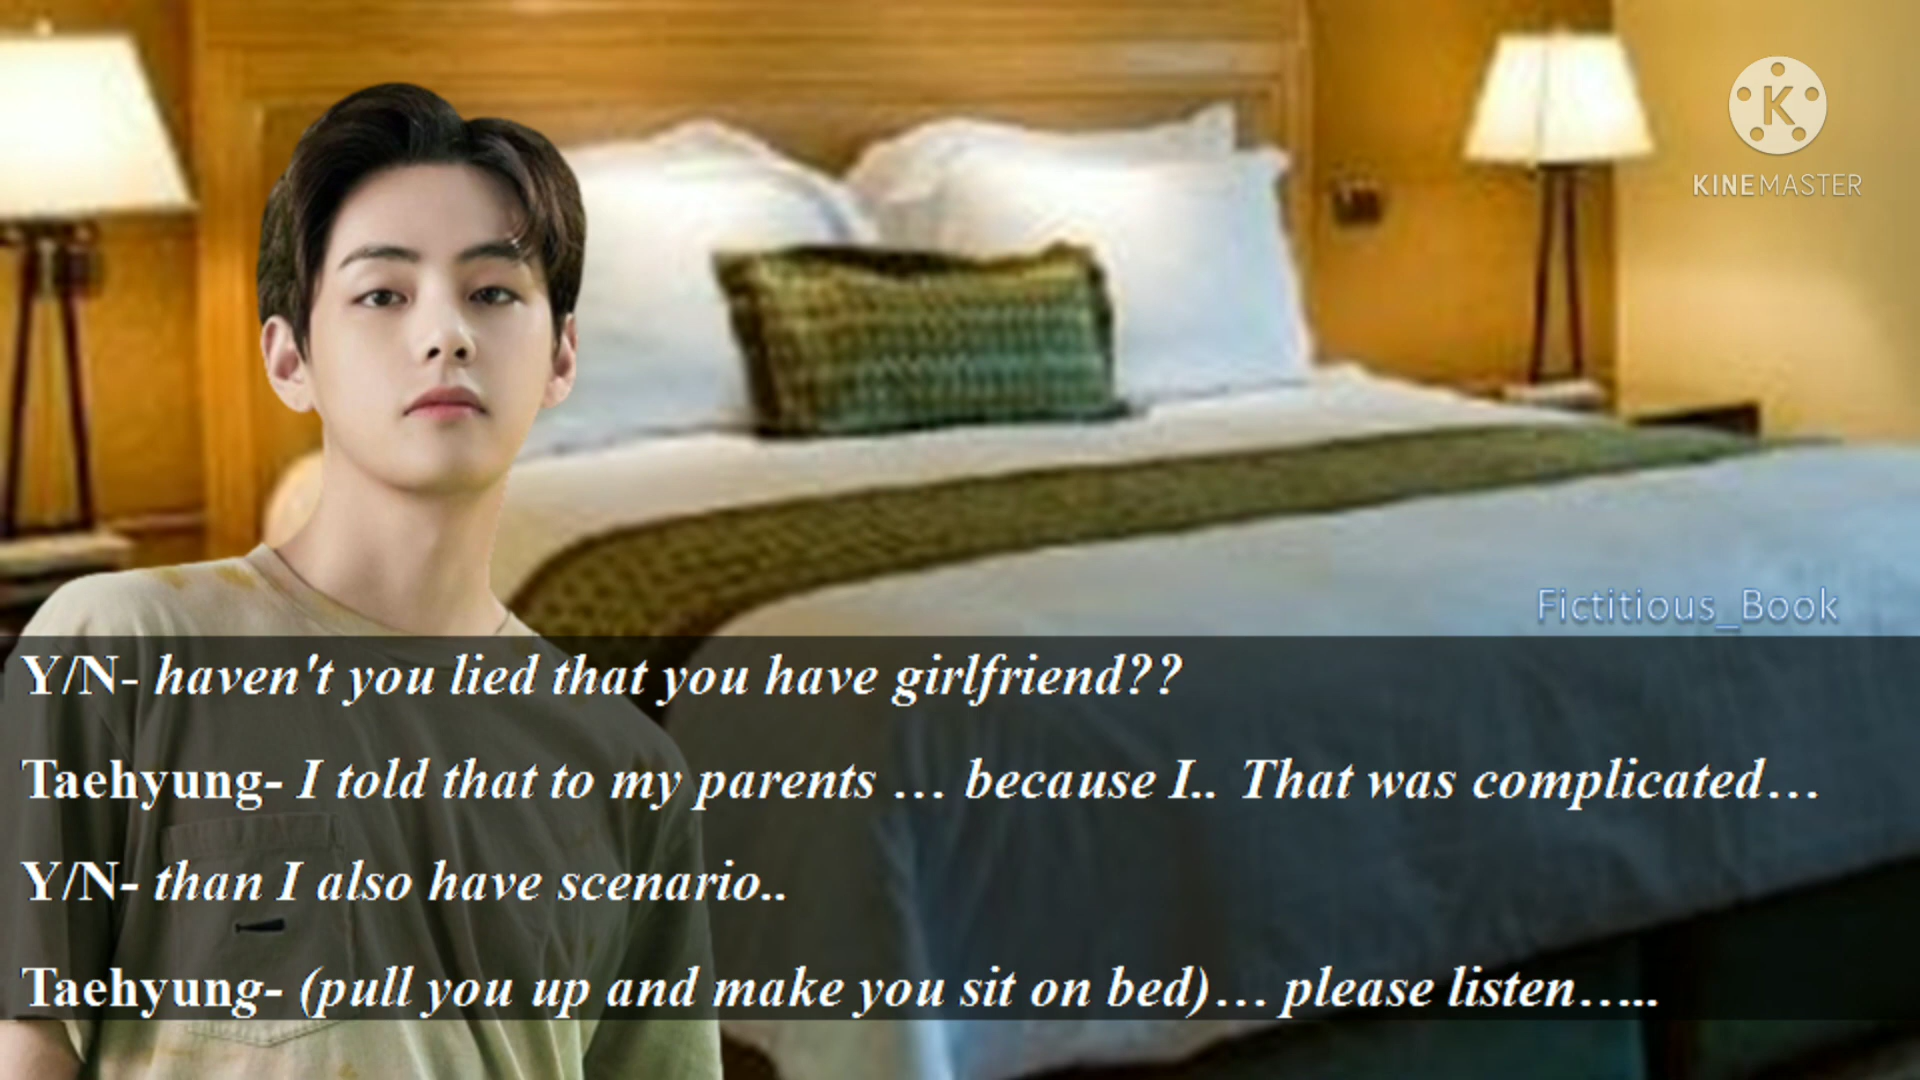 K
KINEMASTER
Fictitious_Book
Y/N- haven't you lied that you have girlfriend??
Taehyung- I told that to my parents … because I.. That was complicated…
Y/N- than I also have scenario..
Taehyung- (pull you up and make you sit on bed)… please listen…..